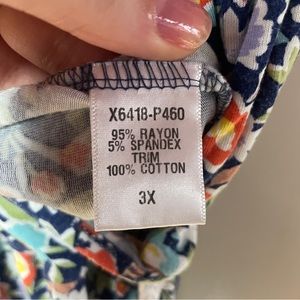 X6418-P460
95% RAYON
5% SPANDEX
TRIM
100% COTTON
3X